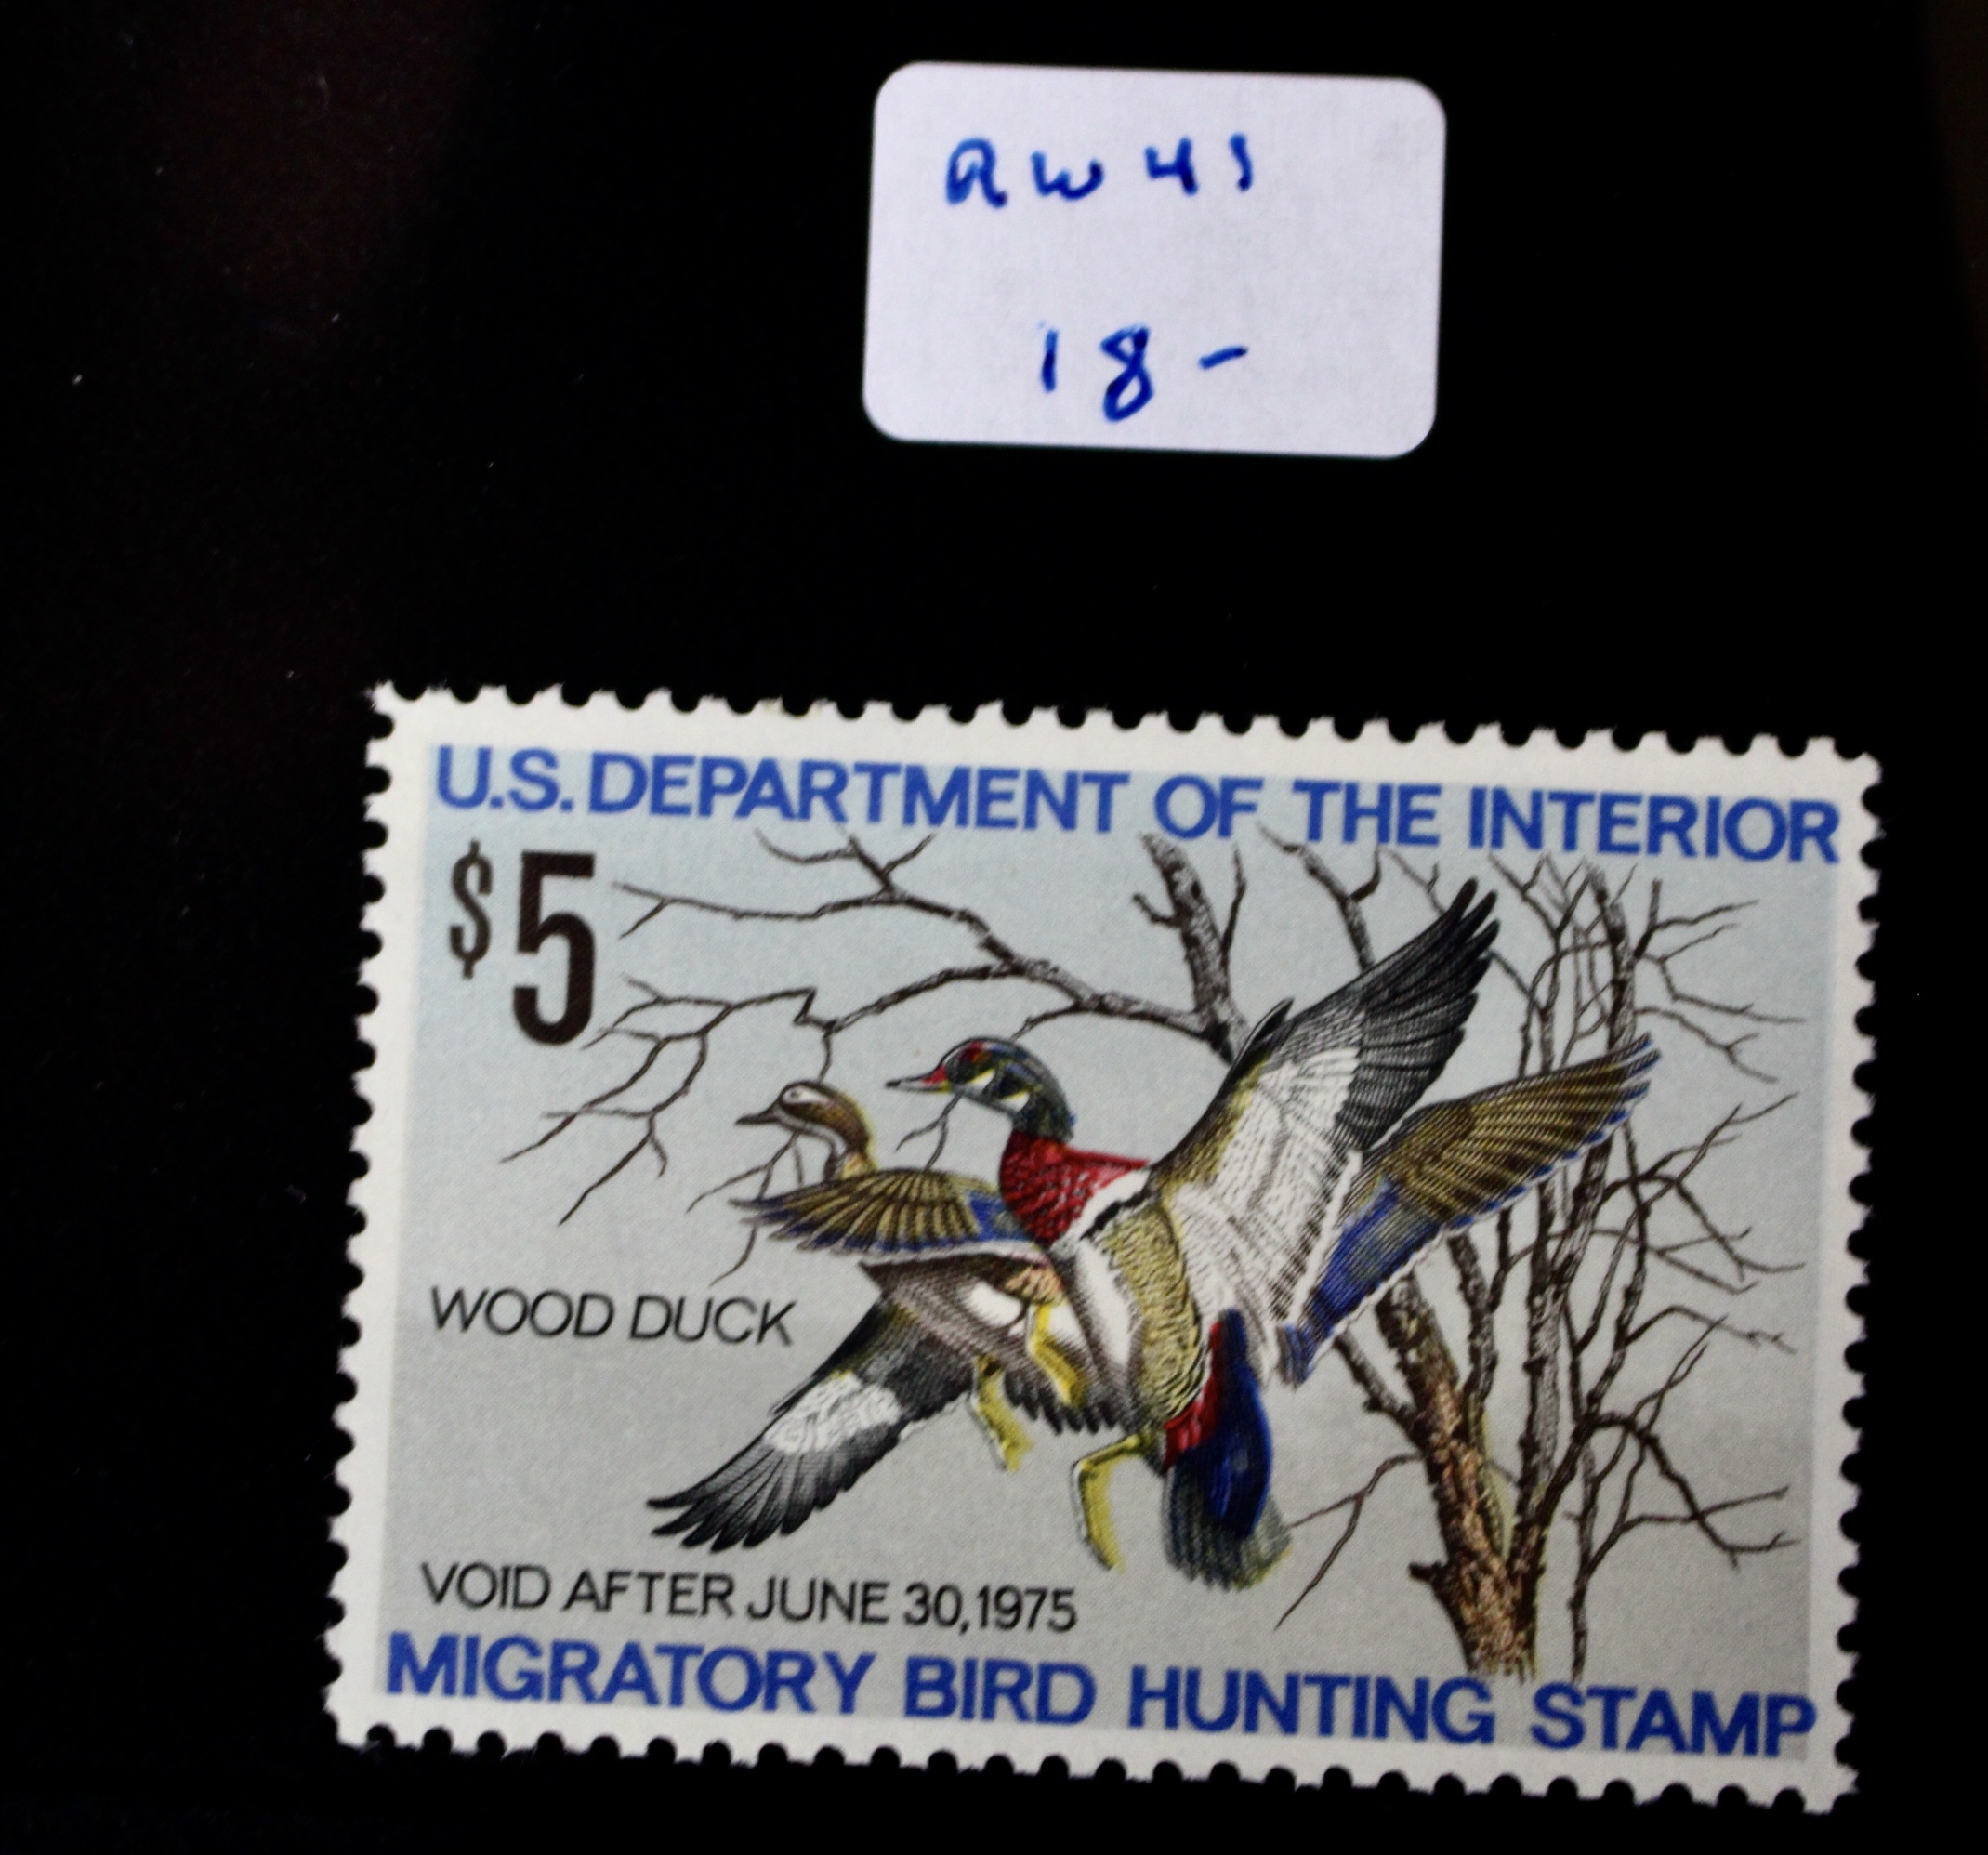 RW41
18-
U.S. DEPARTMENT OF THE INTERIOR
$5
WOOD DUCK
VOID AFTER JUNE 30, 1975
MIGRATORY BIRD HUNTING STAMP